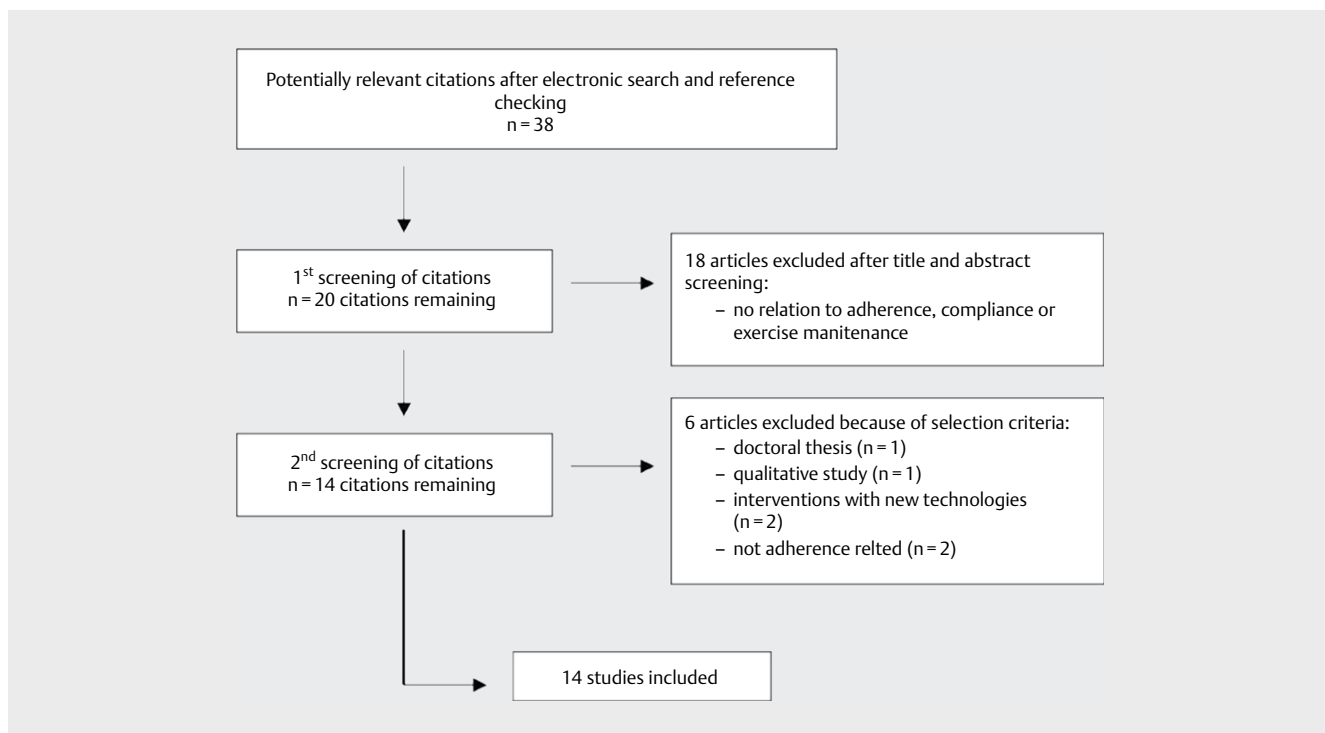 Potentially relevant citations after electronic search and reference
checking
n = 38
1st screening of citations
n = 20 citations remaining
18 articles excluded after title and abstract
screening:
– no relation to adherence, compliance or
exercise manitenance
2nd screening of citations
n = 14 citations remaining
6 articles excluded because of selection criteria:
– doctoral thesis (n = 1)
– qualitative study (n = 1)
– interventions with new technologies
(n = 2)
– not adherence relted (n = 2)
14 studies included